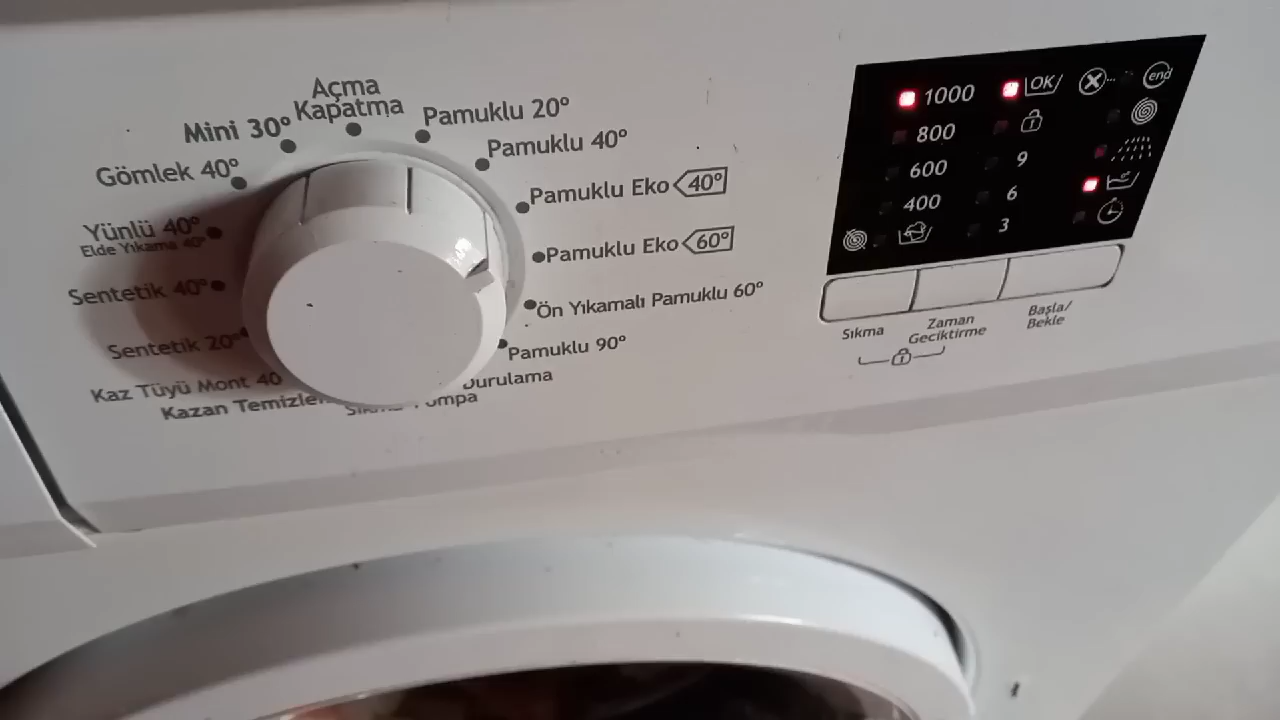 Açma
Kapatma
Mini 30°
Pamuklu 20°
Gömlek 40°
Pamuklu 40°
Yünlü 40°
Elde Yıkama 40°
Pamuklu Eko 40°
Sentetik 40°
Pamuklu Eko 60°
Sentetik 20°
Ön Yıkamalı Pamuklu 60°
Kaz Tüyü Mont 40
Pamuklu 90°
Kazan
Durulama
1000
OK/
end
800
600
9
400
6
3
Sıkma
Zaman
Geciktirme
Başla/
Bekle